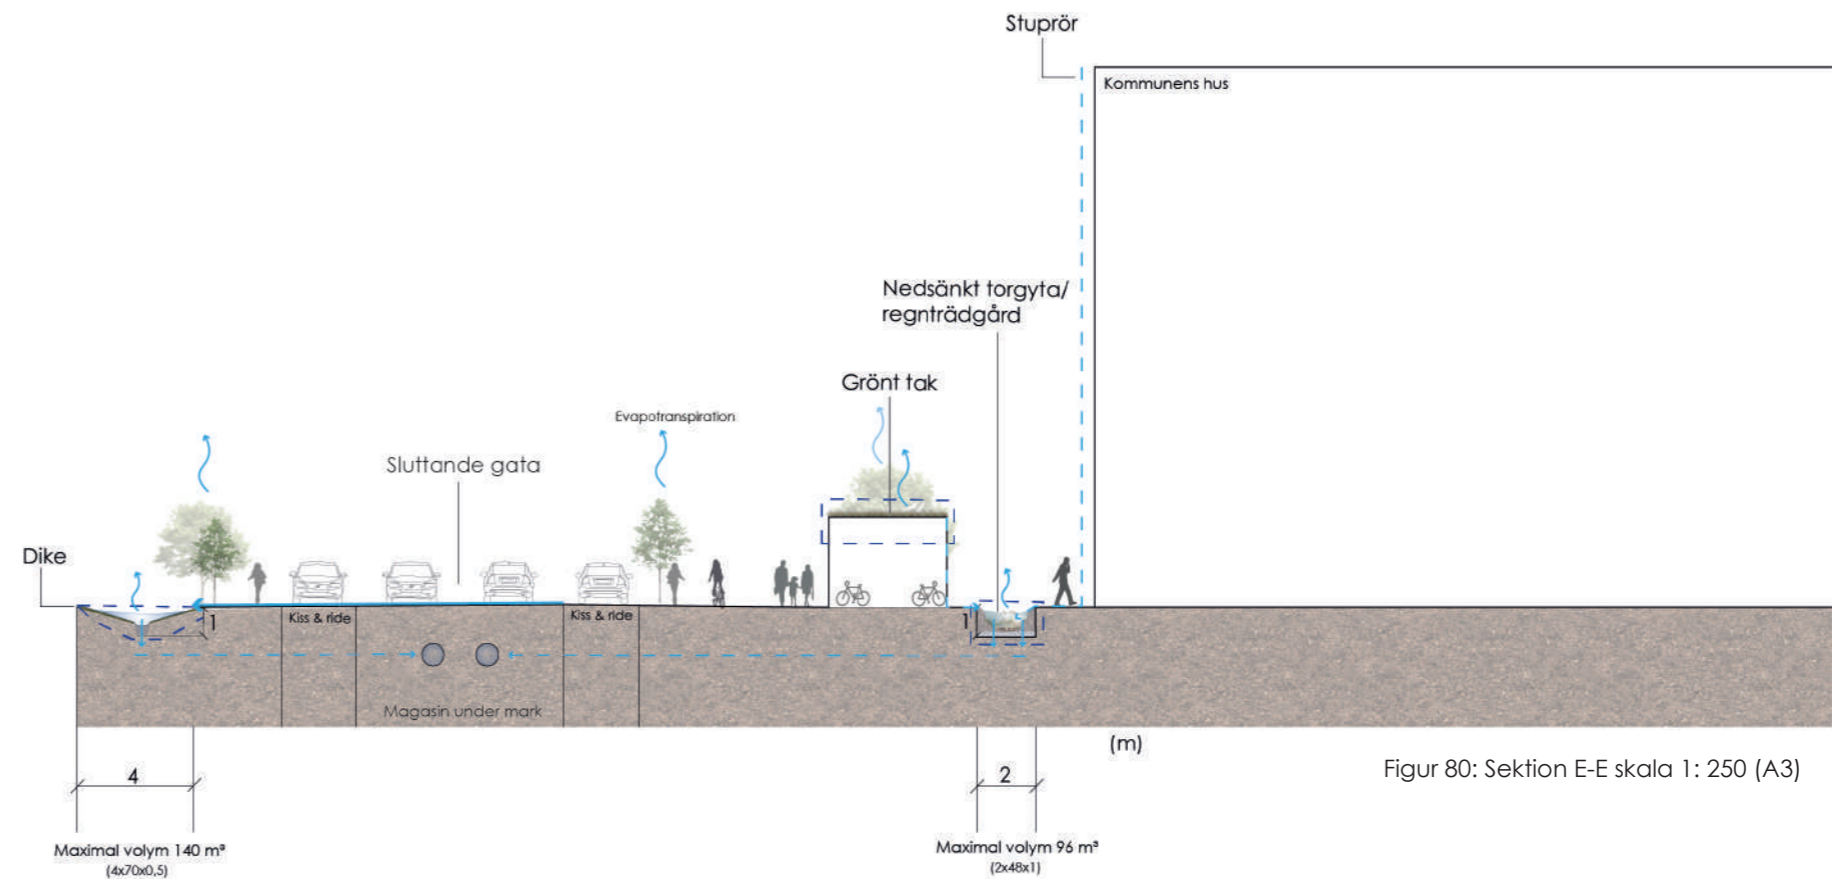 Stuprör
Kommunens hus
Nedsänkt torgyta/
regnträdgård
Grönt tak
Evapotranspiration
Sluttande gata
Dike
1
Kiss & ride
Kiss & ride
1
Magasin under mark
(m)
4
2
Figur 80: Sektion E-E skala 1: 250 (A3)
Maximal volym 140 m³
(4x70x0,5)
Maximal volym 96 m³
(2x48x1)